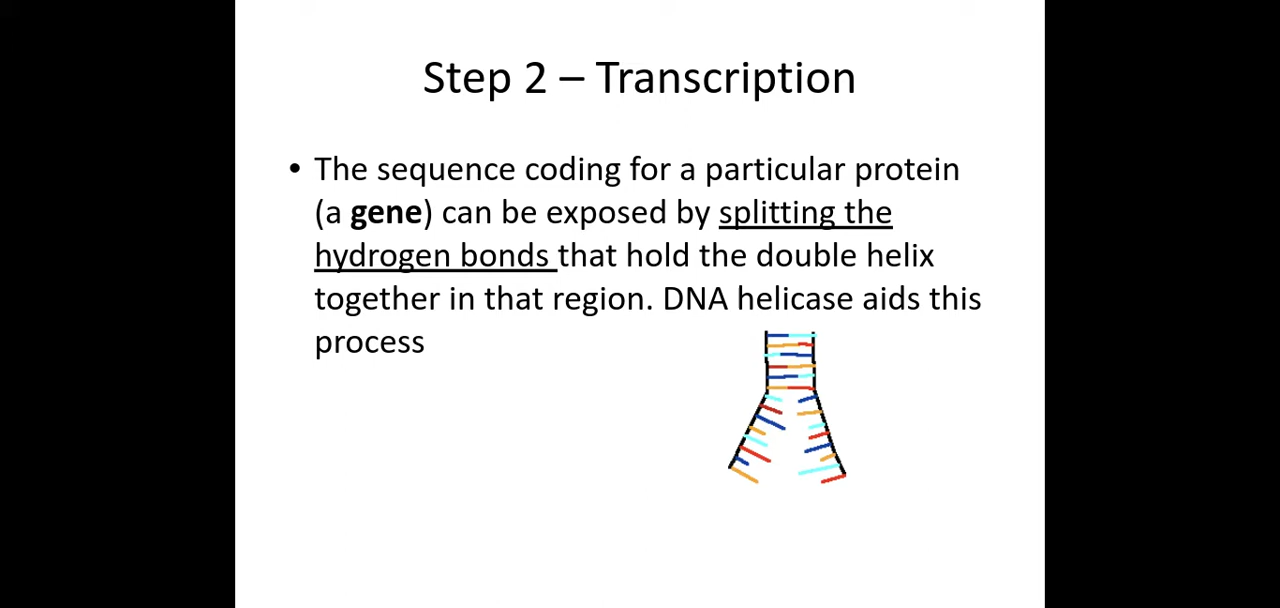 Step 2 – Transcription
• The sequence coding for a particular protein
(a gene) can be exposed by splitting the
hydrogen bonds that hold the double helix
together in that region. DNA helicase aids this
process